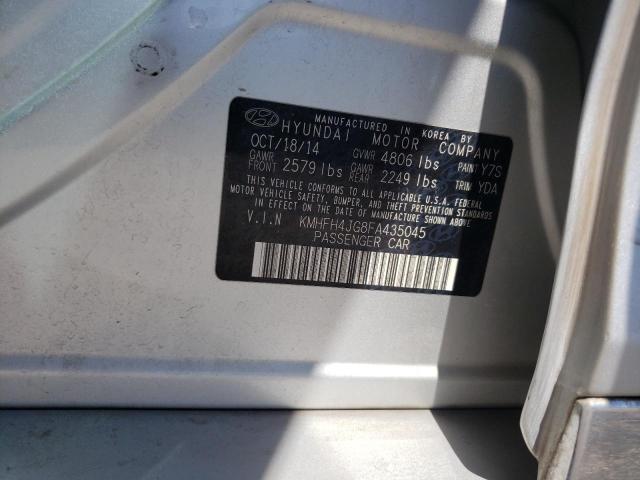 MANUFACTURED IN KOREA BY
HYUNDAI MOTOR COMPANY
OCT/18/14 GVWR 4806 lbs PAINT Y7S
GAWR FRONT 2579 lbs GAWR REAR 2249 lbs TRIM YDA
THIS VEHICLE CONFORMS TO ALL APPLICABLE U.S.A. FEDERAL
MOTOR VEHICLE SAFETY, BUMPER, AND THEFT PREVENTION STANDARDS
IN EFFECT ON THE DATE OF MANUFACTURE SHOWN ABOVE.
V.I.N KMHFH4JG8FA435045
PASSENGER CAR